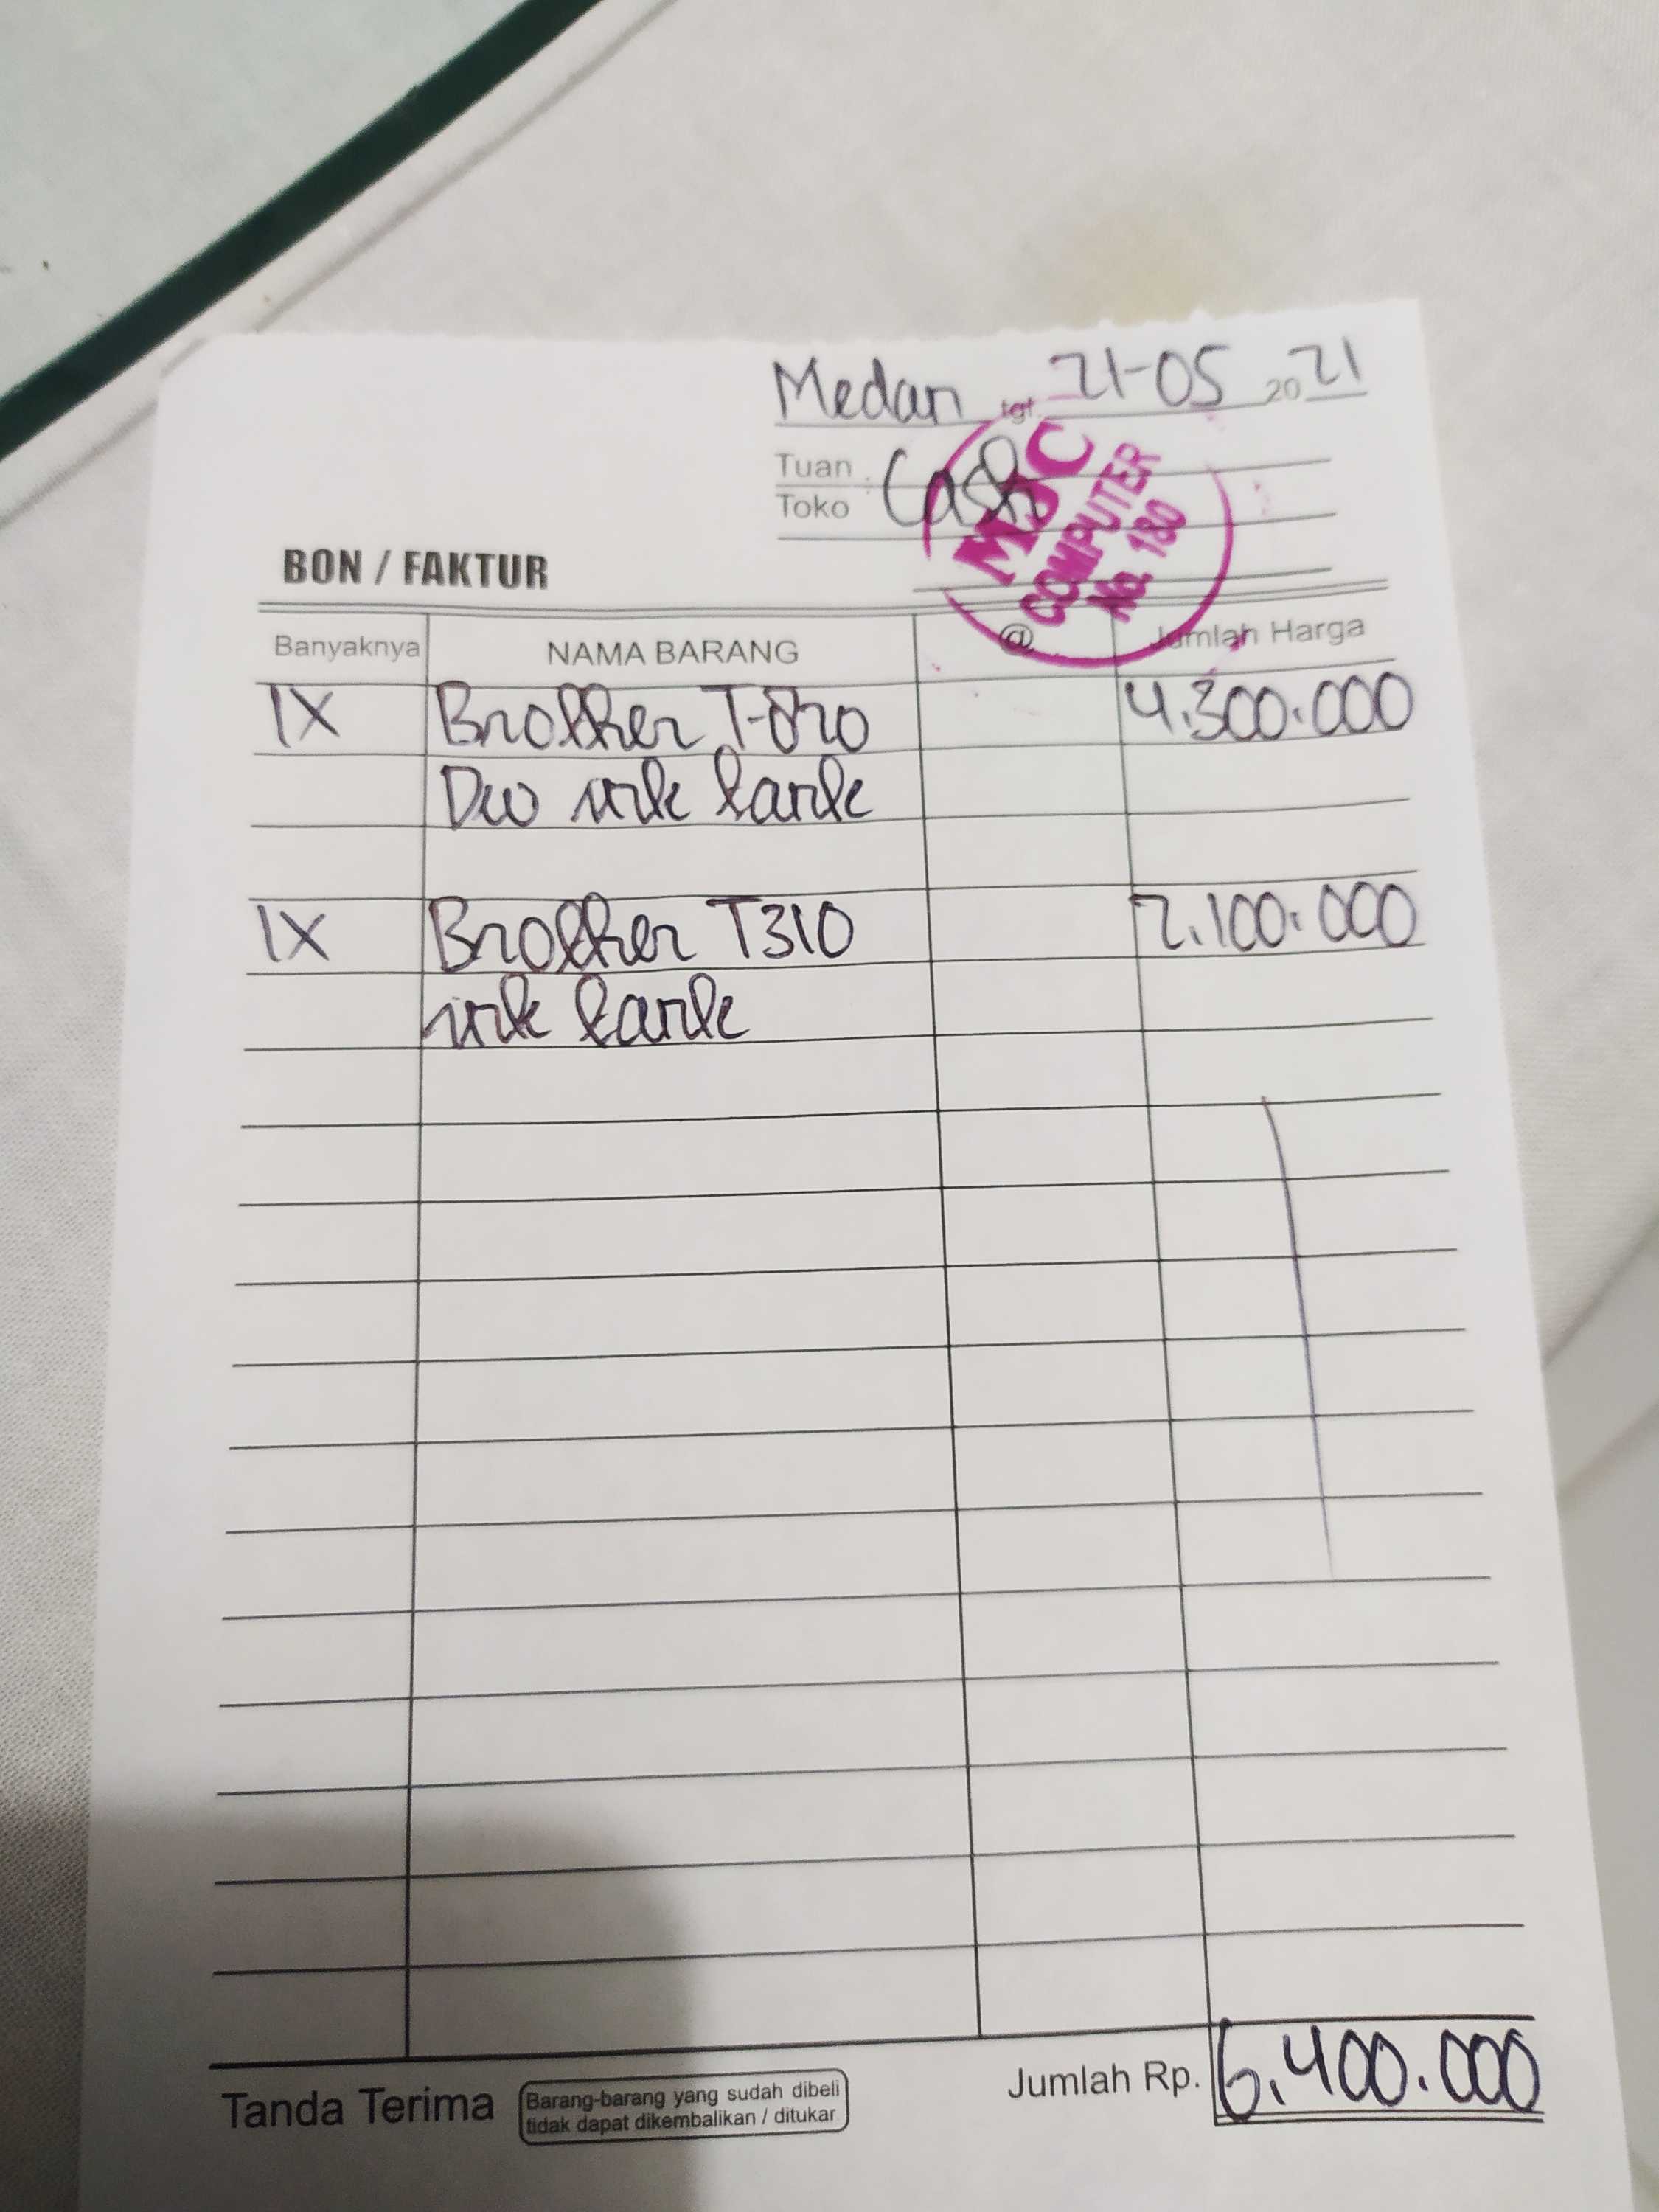 Medan tgl. 21-05 2021
Tuan
Toko : Cash
MJC
COMPUTER
No. 180
BON / FAKTUR
Banyaknya NAMA BARANG @ Jumlah Harga
1X Brother T-820 4.300.000
DW ink tank
1X Brother T310 2.100.000
ink tank
Jumlah Rp. 6.400.000
Tanda Terima
Barang-barang yang sudah dibeli
tidak dapat dikembalikan / ditukar